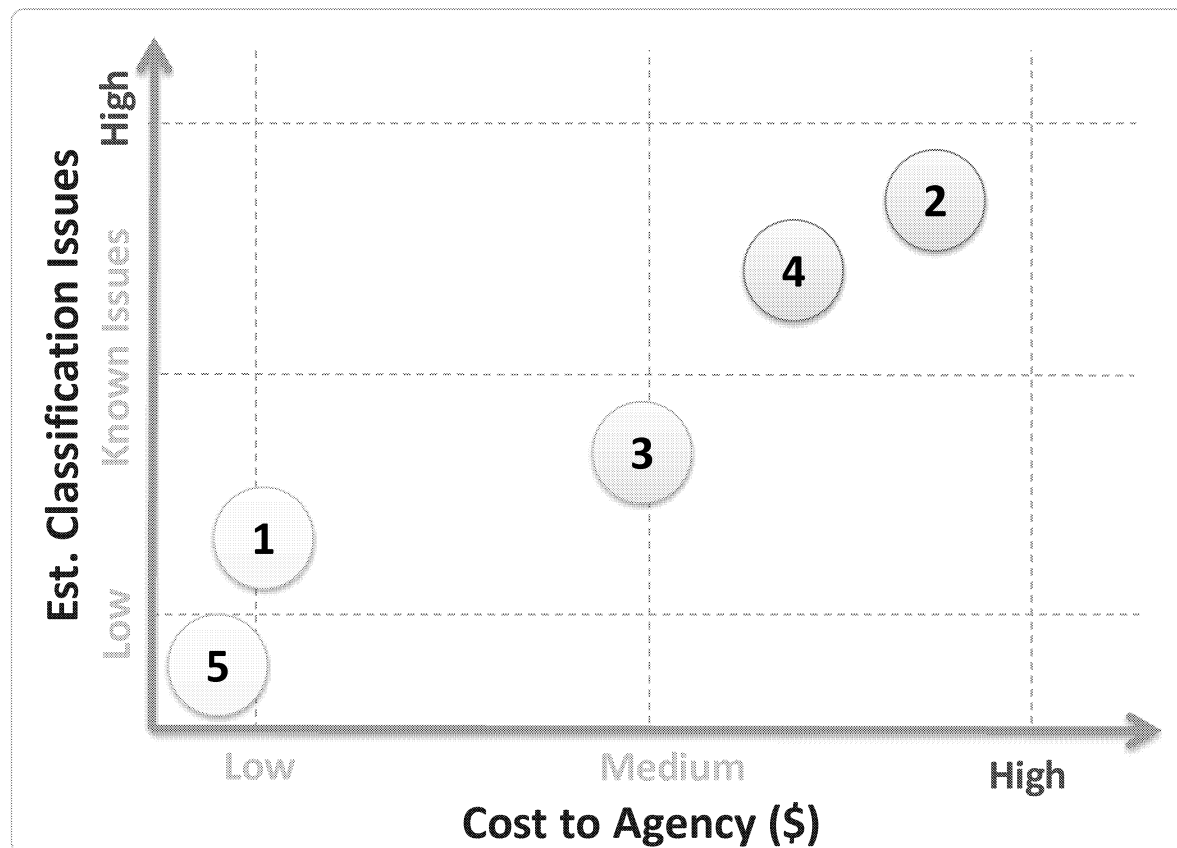 Est. Classification Issues
High
Known Issues
Low
2
4
3
1
5
Low
Medium
High
Cost to Agency ($)